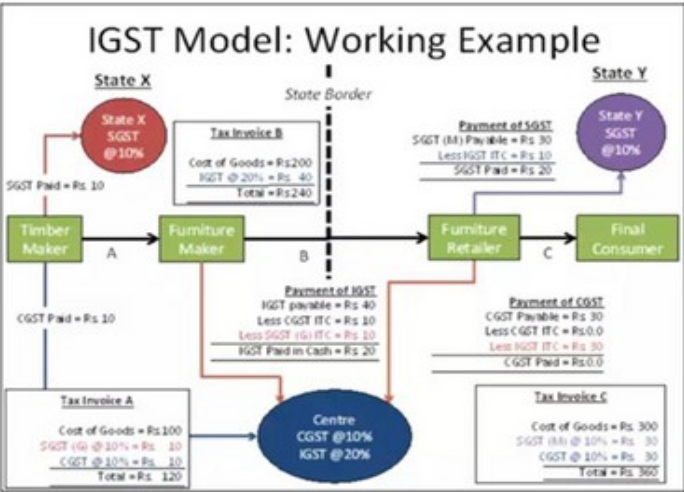 IGST Model: Working Example
State X
State Y
State Border
State X
SGST
@10%
State Y
SGST
@10%
Tax Invoice B
Cost of Goods = Rs200
IGST @ 20% = Rs. 40
Total = Rs240
Payment of SGST
SGST (M) Payable = Rs 30
Less IGST ITC = Rs 10
SGST Paid = Rs 20
SGST Paid = Rs. 10
Timber
Maker
A
Furniture
Maker
B
Furniture
Retailer
C
Final
Consumer
CGST Paid = Rs 10
Payment of IGST
IGST payable = Rs 40
Less CGST ITC = Rs 10
Less SGST (G) ITC = Rs 10
IGST Paid in Cash = Rs 20
Payment of CGST
CGST Payable = Rs 30
Less CGST ITC = Rs.0.0
Less IGST ITC = Rs 30
CGST Paid = Rs.0.0
Tax Invoice A
Cost of Goods = Rs100
SGST (G) @ 10% = Rs. 10
CGST @ 10% = Rs. 10
Total = Rs. 120
Centre
CGST @10%
IGST @20%
Tax Invoice C
Cost of Goods = Rs. 300
SGST (M) @ 10% = Rs. 30
CGST @ 10% = Rs. 30
Total = Rs. 360